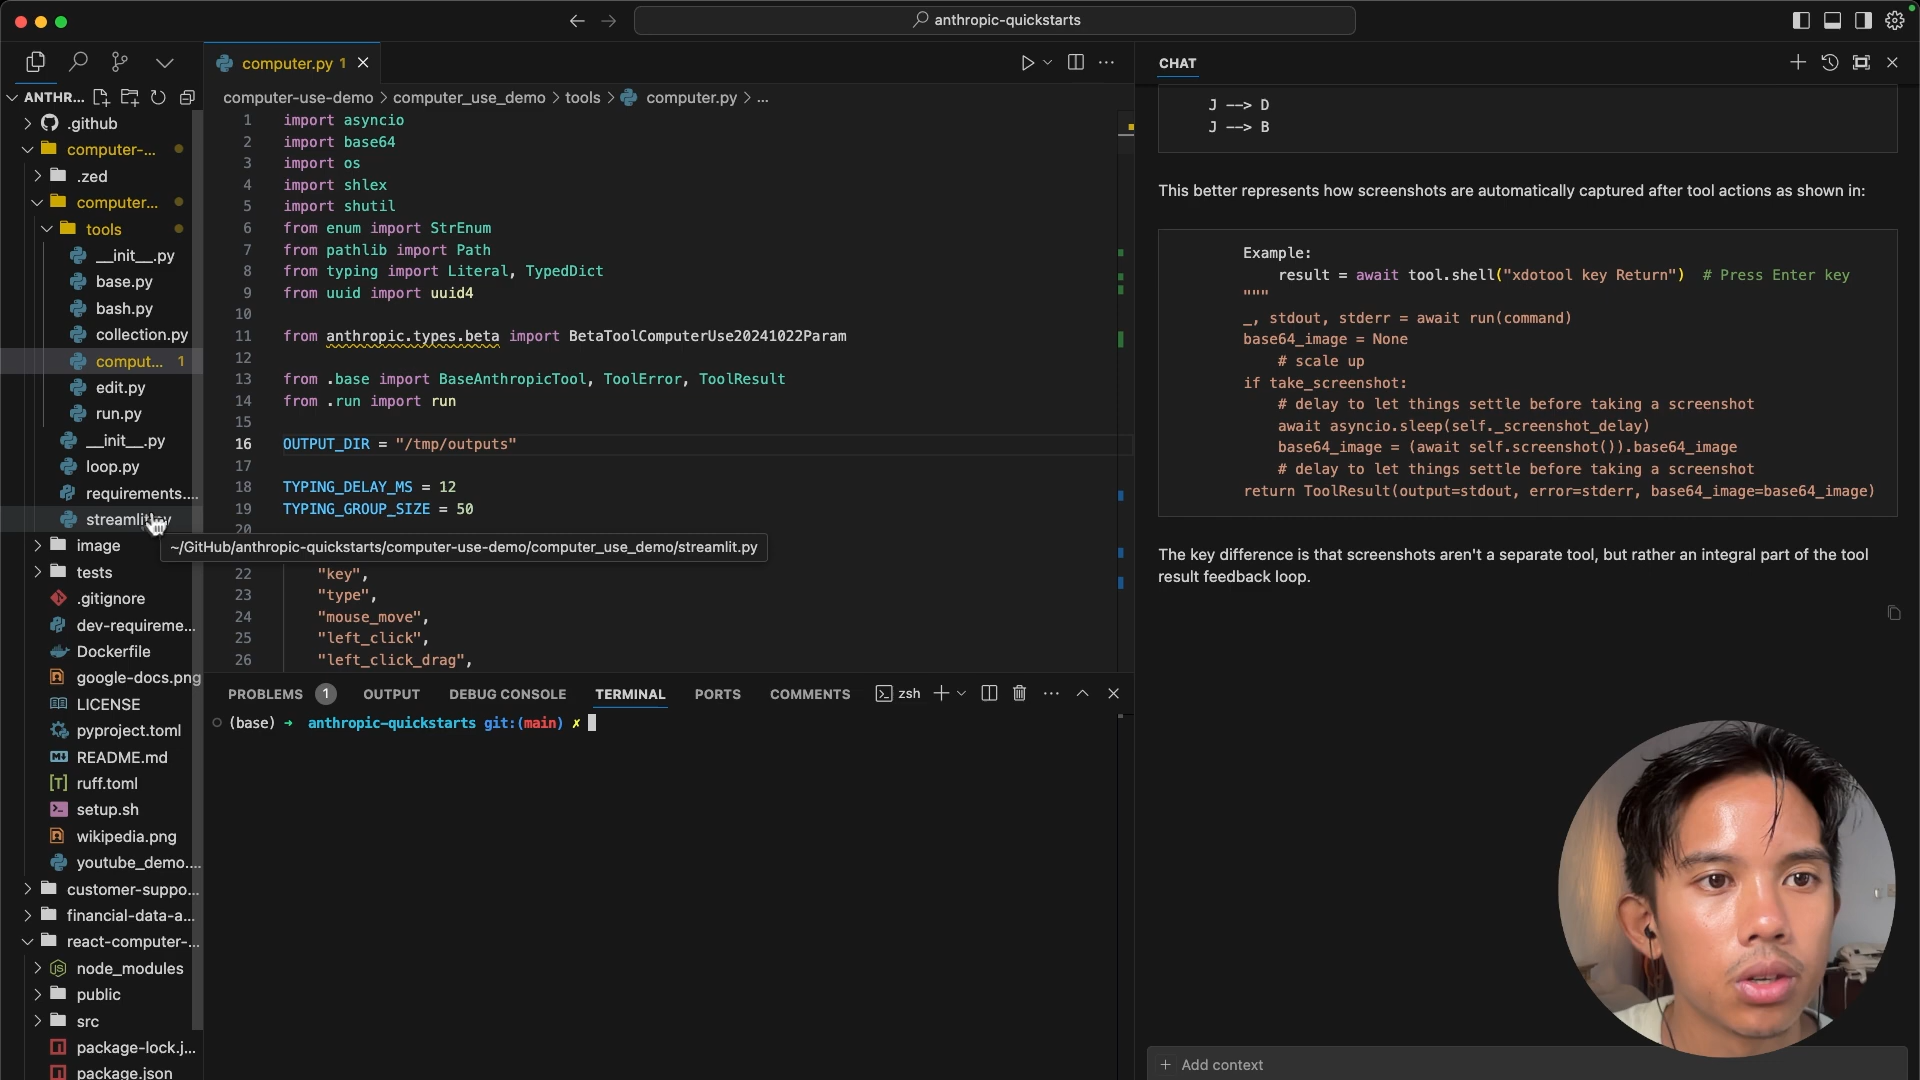 anthropic-quickstarts
ANTHR...
.github
computer-...
.zed
computer...
tools
__init__.py
base.py
bash.py
collection.py
comput... 1
edit.py
run.py
__init__.py
loop.py
requirements....
image
tests
.gitignore
dev-requireme...
Dockerfile
google-docs.png
LICENSE
pyproject.toml
README.md
ruff.toml
setup.sh
wikipedia.png
youtube_demo....
customer-suppo...
financial-data-a...
react-computer-...
node_modules
public
src
package-lock.j...
package.json
computer.py 1
computer-use-demo > computer_use_demo > tools > computer.py > ...
1 import asyncio
2 import base64
3 import os
4 import shlex
5 import shutil
6 from enum import StrEnum
7 from pathlib import Path
8 from typing import Literal, TypedDict
9 from uuid import uuid4
10
11 from anthropic.types.beta import BetaToolComputerUse20241022Param
12
13 from .base import BaseAnthropicTool, ToolError, ToolResult
14 from .run import run
15
16 OUTPUT_DIR = "/tmp/outputs"
17
18 TYPING_DELAY_MS = 12
19 TYPING_GROUP_SIZE = 50
20
~/GitHub/anthropic-quickstarts/computer-use-demo/computer_use_demo/streamlit.py
22 "key",
23 "type",
24 "mouse_move",
25 "left_click",
26 "left_click_drag",
PROBLEMS 1 OUTPUT DEBUG CONSOLE TERMINAL PORTS COMMENTS zsh
(base) → anthropic-quickstarts git:(main) ✗
CHAT
J --> D
J --> B
This better represents how screenshots are automatically captured after tool actions as shown in:
Example:
result = await tool.shell("xdotool key Return") # Press Enter key
"""
_, stdout, stderr = await run(command)
base64_image = None
# scale up
if take_screenshot:
# delay to let things settle before taking a screenshot
await asyncio.sleep(self._screenshot_delay)
base64_image = (await self.screenshot()).base64_image
# delay to let things settle before taking a screenshot
return ToolResult(output=stdout, error=stderr, base64_image=base64_image)
The key difference is that screenshots aren't a separate tool, but rather an integral part of the tool
result feedback loop.
+ Add context